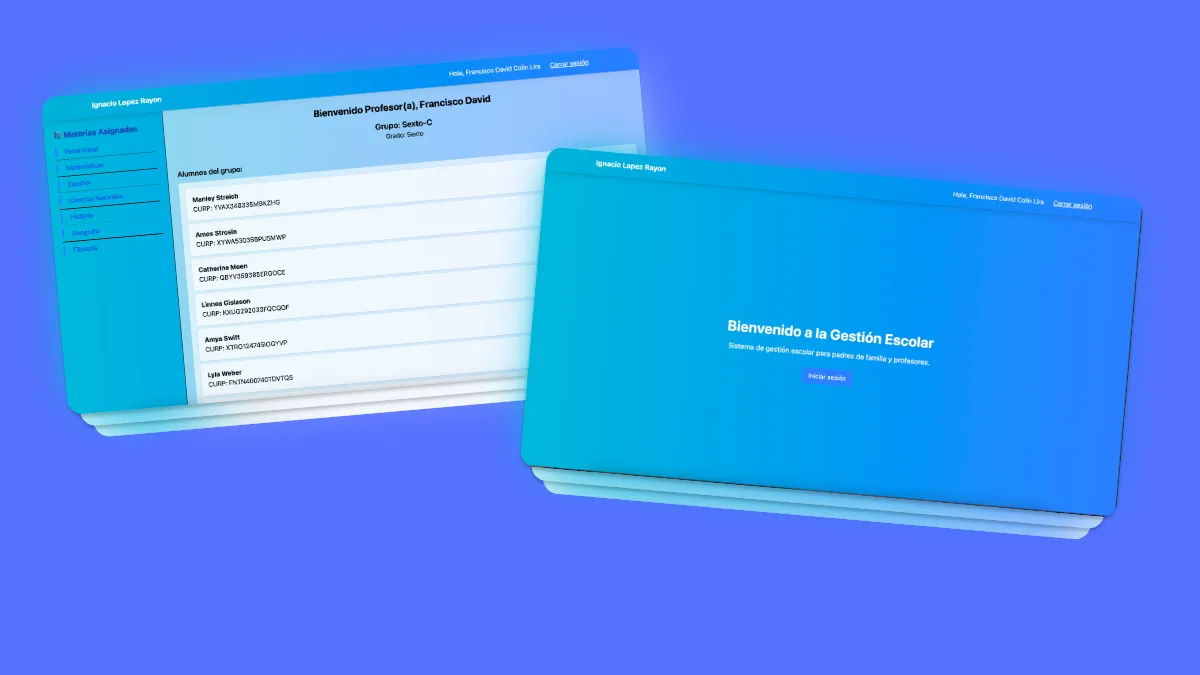 Ignacio Lopez Rayon
Hola, Francisco David Colin Lira
Cerrar sesión
Materias Asignadas
Panel Inicial
Matemáticas
Español
Ciencias Naturales
Historia
Geografía
Filosofía
Bienvenido Profesor(a), Francisco David
Grupo: Sexto-C
Grado: Sexto
Alumnos del grupo:
Manley Streich
CURP: YVAX348335MBKZHG
Amos Strosin
CURP: XYWA530358PUSMWP
Catherine Moen
CURP: QBYV359385ERGOCE
Linnea Gislason
CURP: KXUG292033FQCQGF
Amya Swift
CURP:
Lyla Weber
CURP: FNTN400740TDVTQS
Ignacio Lopez Rayon
Hola, Francisco David Colin Lira
Cerrar sesión
Bienvenido a la Gestión Escolar
Sistema de gestión escolar para padres de familia y profesores.
Iniciar sesión